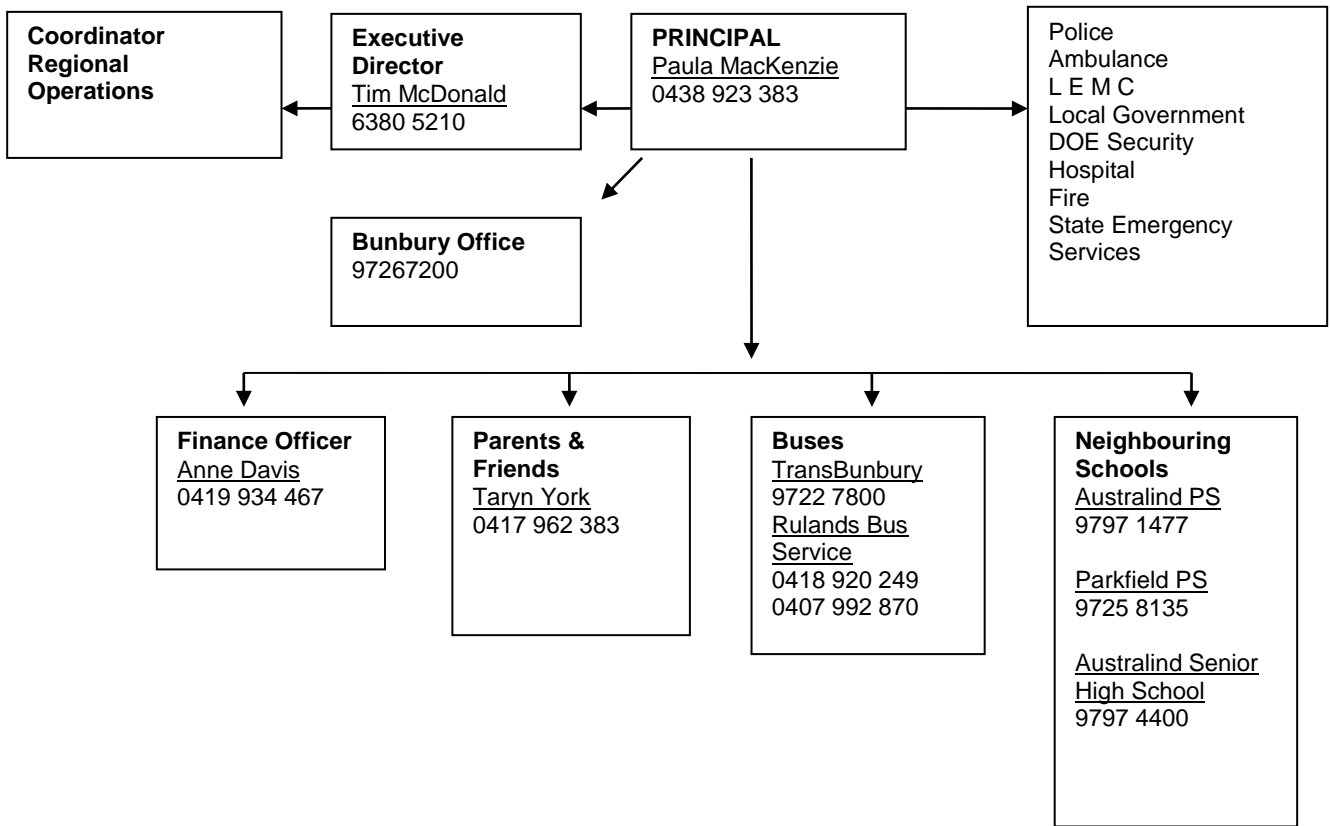 Coordinator
Regional
Operations
Executive
Director
Tim McDonald
6380 5210
PRINCIPAL
Paula MacKenzie
0438 923 383
Police
Ambulance
L E M C
Local Government
DOE Security
Hospital
Fire
State Emergency
Services
Bunbury Office
97267200
Finance Officer
Anne Davis
0419 934 467
Parents &
Friends
Taryn York
0417 962 383
Buses
TransBunbury
9722 7800
Rulands Bus
Service
0418 920 249
0407 992 870
Neighbouring
Schools
Australind PS
9797 1477
Parkfield PS
9725 8135
Australind Senior
High School
9797 4400